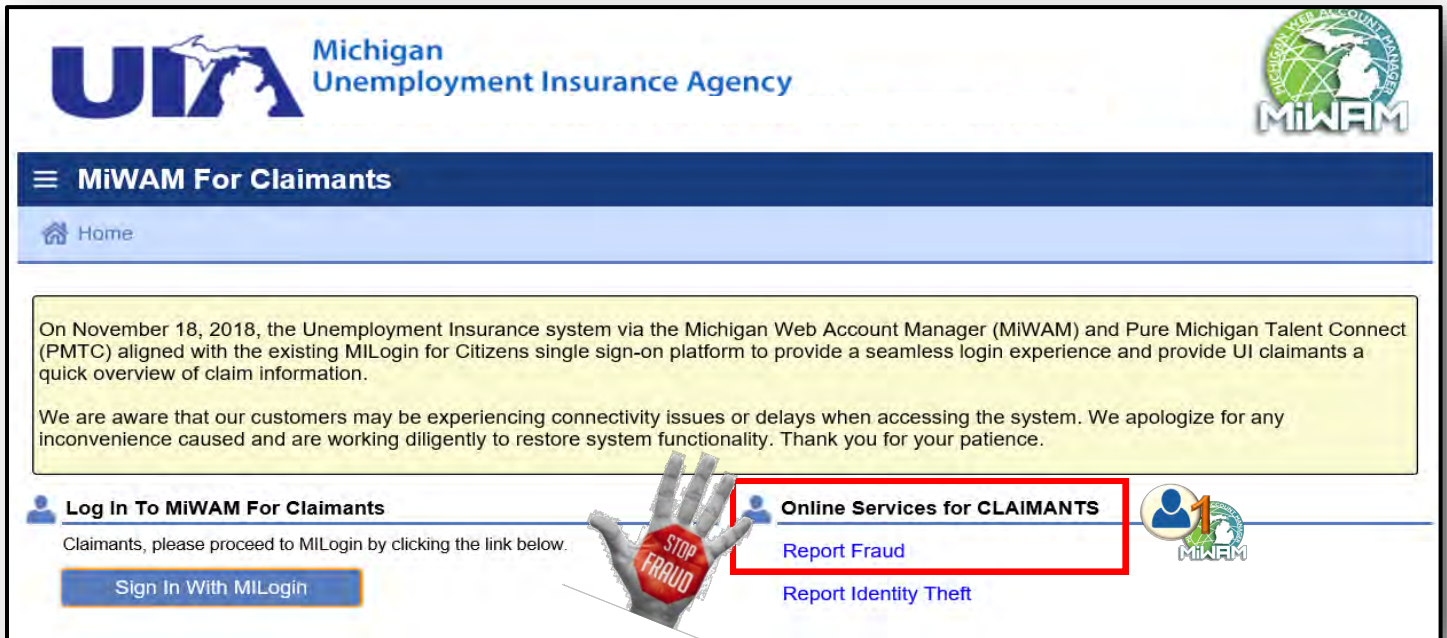 UIA
Michigan
Unemployment Insurance Agency
MICHIGAN WEB ACCOUNT MANAGER
MiWAM
MiWAM For Claimants
Home
On November 18, 2018, the Unemployment Insurance system via the Michigan Web Account Manager (MiWAM) and Pure Michigan Talent Connect
(PMTC) aligned with the existing MILogin for Citizens single sign-on platform to provide a seamless login experience and provide UI claimants a
quick overview of claim information.
We are aware that our customers may be experiencing connectivity issues or delays when accessing the system. We apologize for any
inconvenience caused and are working diligently to restore system functionality. Thank you for your patience.
Log In To MiWAM For Claimants
Claimants, please proceed to MILogin by clicking the link below.
Sign In With MILogin
STOP
FRAUD
Online Services for CLAIMANTS
Report Fraud
Report Identity Theft
1
MiWAM